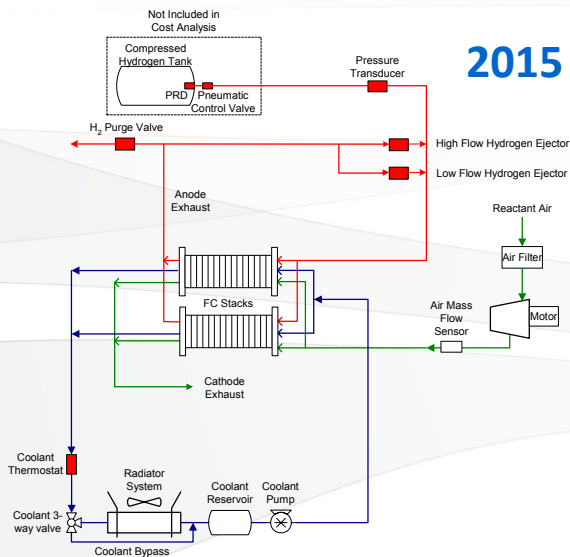 Not Included in
Cost Analysis
Compressed
Hydrogen Tank
PRD
Pneumatic
Control Valve
Pressure
Transducer
2015
H2 Purge Valve
High Flow Hydrogen Ejector
Low Flow Hydrogen Ejector
Anode
Exhaust
Reactant Air
Air Filter
FC Stacks
Air Mass
Flow
Sensor
Motor
Cathode
Exhaust
Coolant
Thermostat
Radiator
System
Coolant
Reservoir
Coolant
Pump
Coolant 3-
way valve
Coolant Bypass